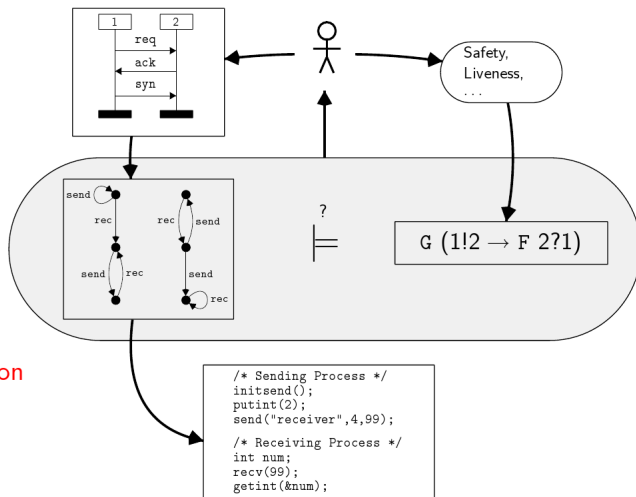 1 2
req
ack
syn
Safety,
Liveness,
. . .
send
rec
send
rec
rec
send
send
rec
?
⊨
G (1!2 → F 2?1)
on
/* Sending Process */
initsend();
putint(2);
send("receiver",4,99);
/* Receiving Process */
int num;
recv(99);
getint(&num);